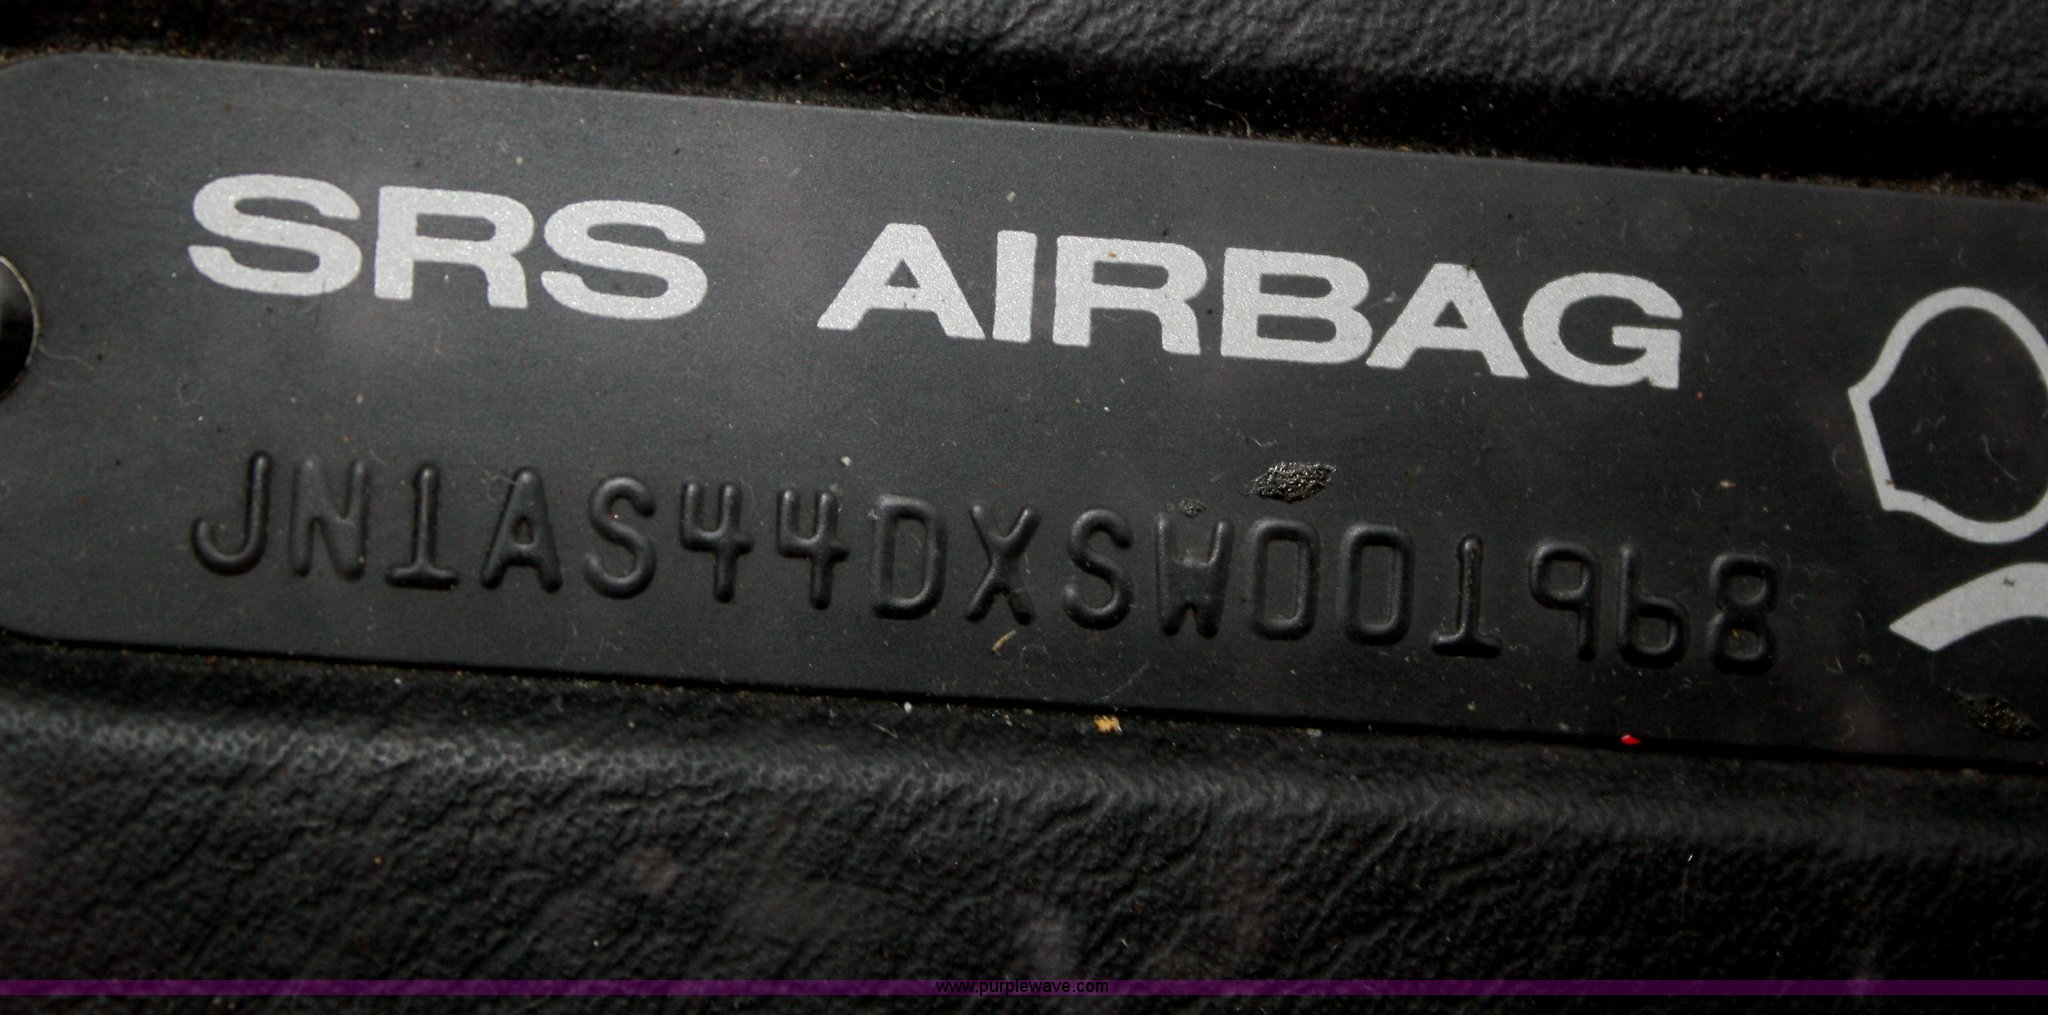 SRS AIRBAG
JN1AS44DXSW001968
www.purplewave.com